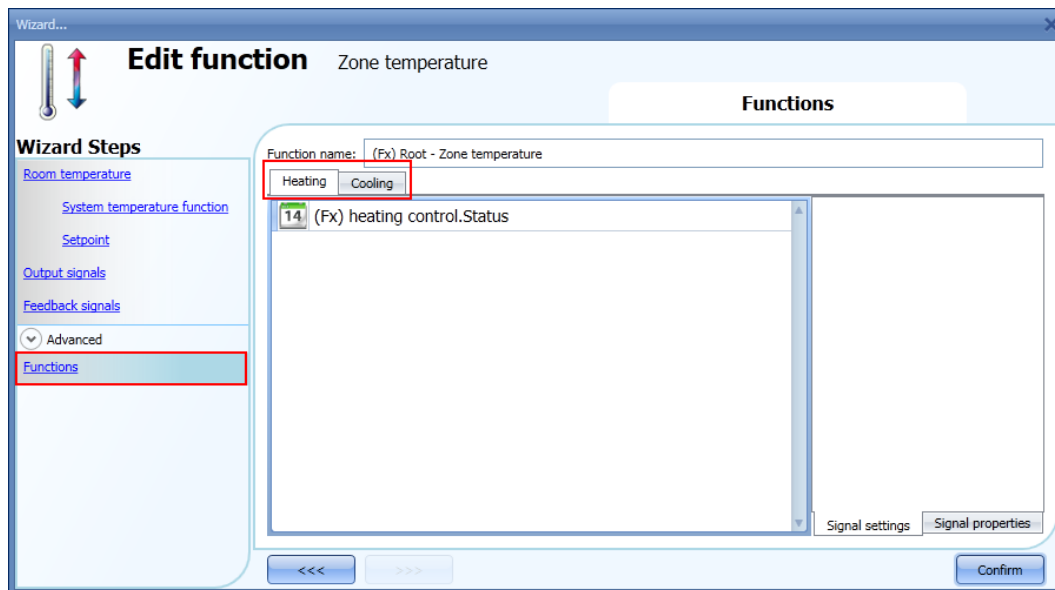 Wizard...
Edit function Zone temperature
Functions
Wizard Steps
Room temperature
System temperature function
Setpoint
Output signals
Feedback signals
Advanced
Functions
Function name: (Fx) Root - Zone temperature
Heating Cooling
14 (Fx) heating control.Status
Signal settings Signal properties
<<< >>> Confirm